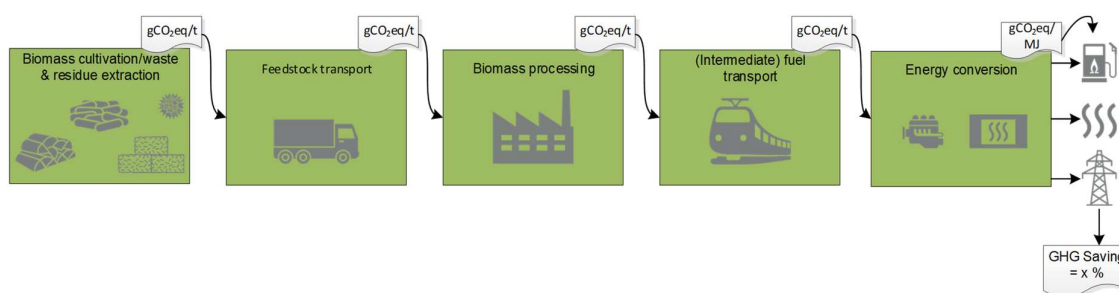 gCO₂eq/t
gCO₂eq/t
gCO₂eq/t
gCO₂eq/t
gCO₂eq/
MJ
Biomass cultivation/waste
& residue extraction
Feedstock transport
Biomass processing
(Intermediate) fuel
transport
Energy conversion
GHG Saving
= x %